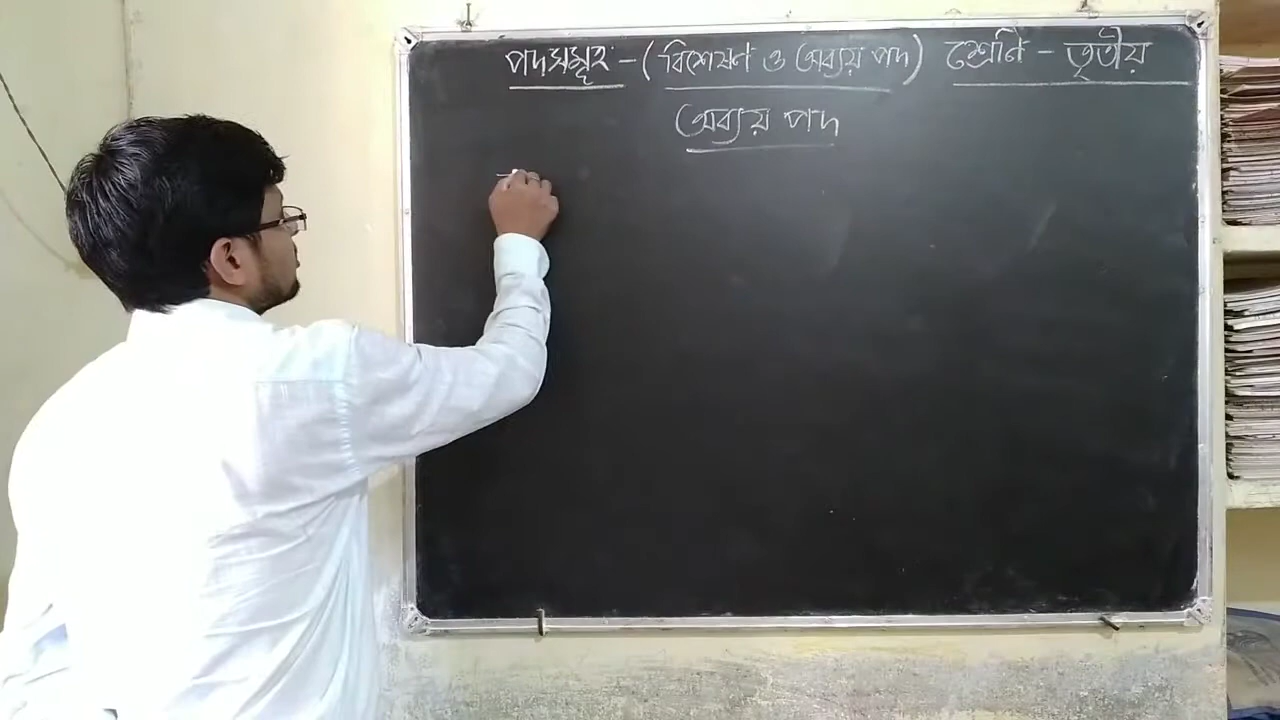 পদসমূহ - ( বিশেষণ ও অব্যয় পদ ) শ্রেণি - তৃতীয়
অব্যয় পদ